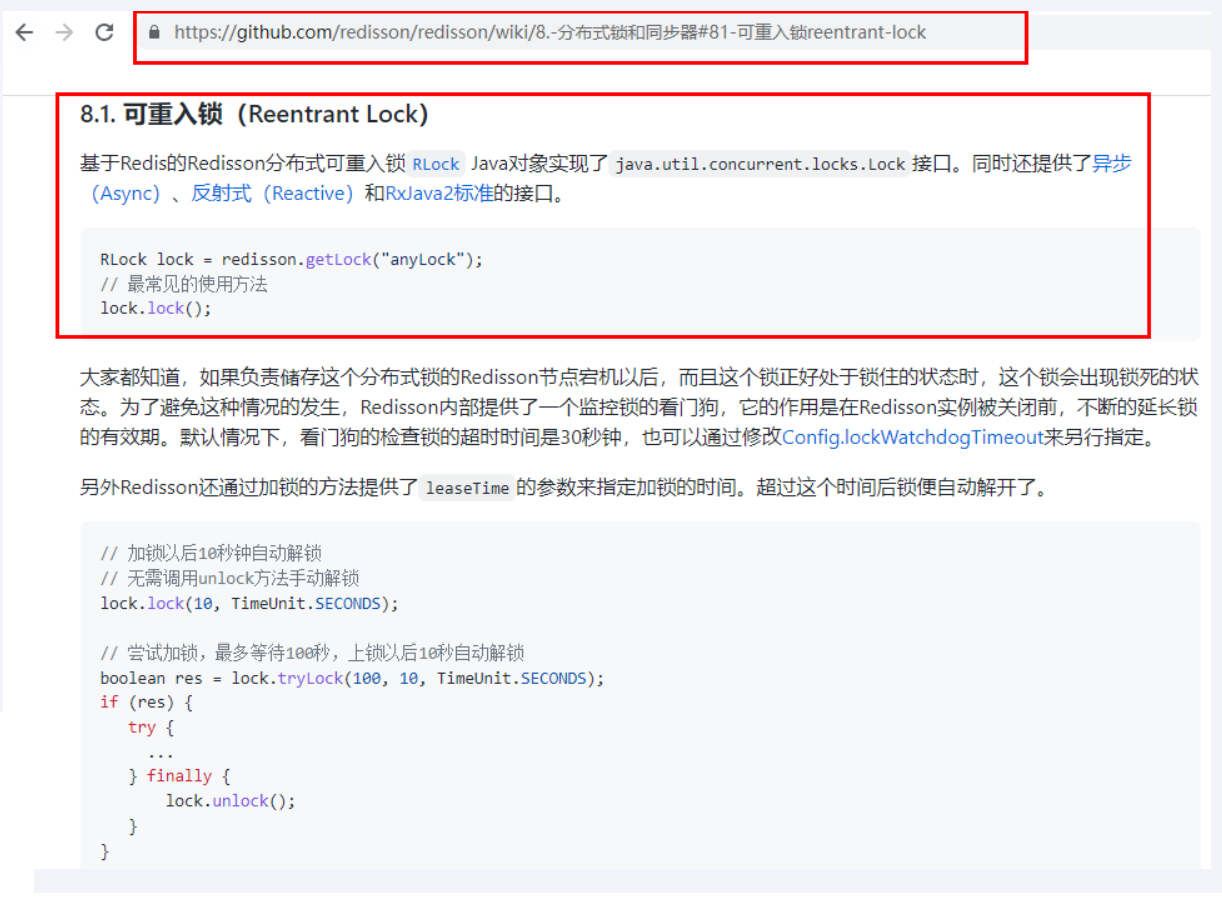 https://github.com/redisson/redisson/wiki/8.-分布式锁和同步器#81-可重入锁reentrant-lock
8.1. 可重入锁（Reentrant Lock）
基于Redis的Redisson分布式可重入锁 RLock Java对象实现了 java.util.concurrent.locks.Lock 接口。同时还提供了异步
（Async）、反射式（Reactive）和RxJava2标准的接口。
RLock lock = redisson.getLock("anyLock");
// 最常见的使用方法
lock.lock();
大家都知道，如果负责储存这个分布式锁的Redisson节点宕机以后，而且这个锁正好处于锁住的状态时，这个锁会出现锁死的状
态。为了避免这种情况的发生，Redisson内部提供了一个监控锁的看门狗，它的作用是在Redisson实例被关闭前，不断的延长锁
的有效期。默认情况下，看门狗的检查锁的超时时间是30秒钟，也可以通过修改Config.lockWatchdogTimeout来另行指定。
另外Redisson还通过加锁的方法提供了 leaseTime 的参数来指定加锁的时间。超过这个时间后锁便自动解开了。
// 加锁以后10秒钟自动解锁
// 无需调用unlock方法手动解锁
lock.lock(10, TimeUnit.SECONDS);
// 尝试加锁，最多等待100秒，上锁以后10秒自动解锁
boolean res = lock.tryLock(100, 10, TimeUnit.SECONDS);
if (res) {
try {
...
} finally {
lock.unlock();
}
}